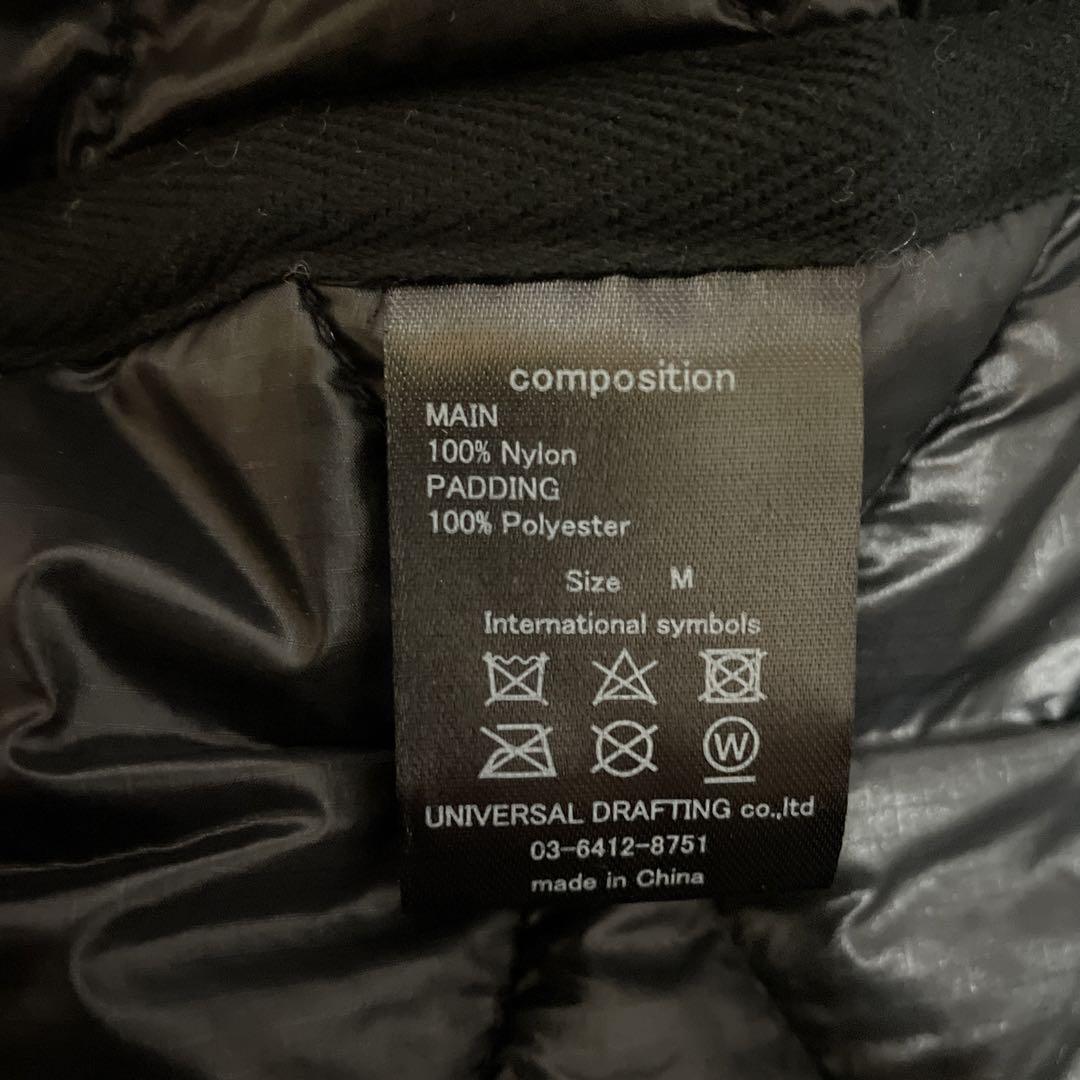 composition
MAIN
100% Nylon
PADDING
100% Polyester
Size M
International symbols
W
UNIVERSAL DRAFTING co.,ltd
03-6412-8751
made in China